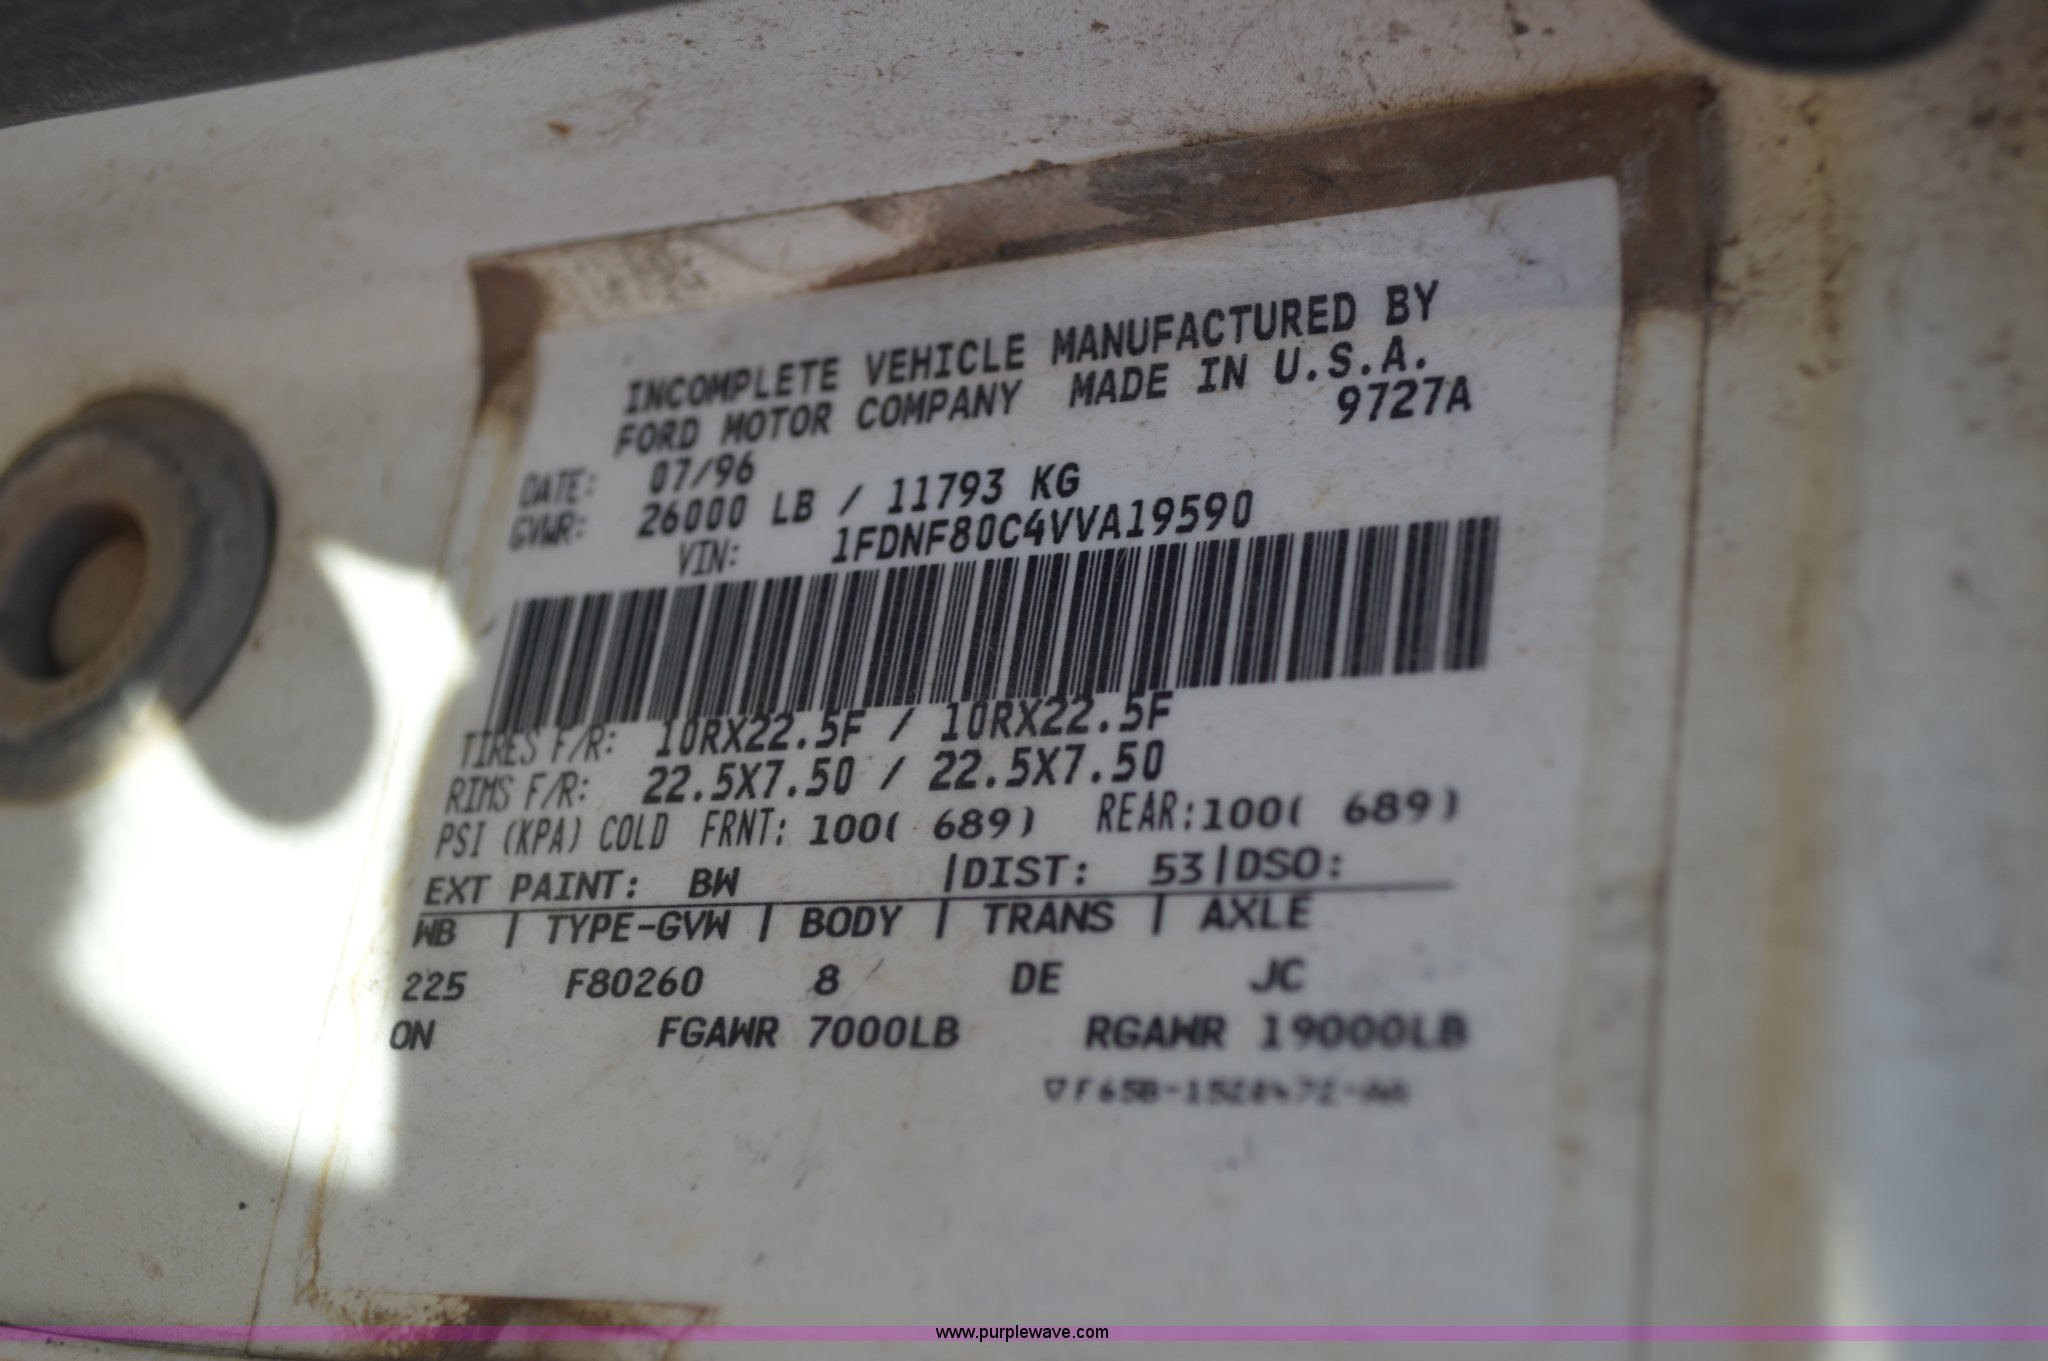 INCOMPLETE VEHICLE MANUFACTURED BY
FORD MOTOR COMPANY MADE IN U.S.A.
9727A
DATE: 07/96
GVWR: 26000 LB / 11793 KG
VIN: 1FDNF80C4VVA19590
TIRES F/R: 10RX22.5F / 10RX22.5F
RIMS F/R: 22.5X7.50 / 22.5X7.50
PSI (KPA) COLD FRNT: 100( 689) REAR:100( 689)
EXT PAINT: BW |DIST: 53|DSO:
WB | TYPE-GVW | BODY | TRANS | AXLE
225 F80260 8 DE JC
ON FGAWR 7000LB RGAWR 19000LB
www.purplewave.com